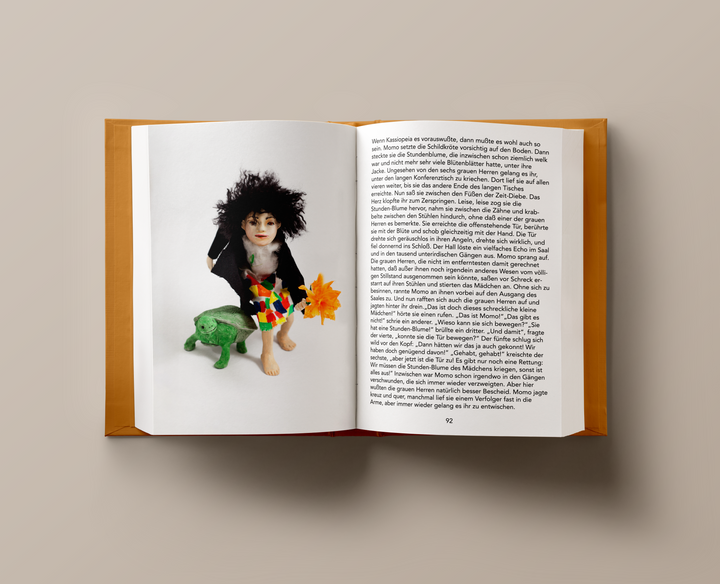 Wenn Kassiopeia es vorauswußte, dann mußte es wohl auch so
sein. Momo setzte die Schildkröte vorsichtig auf den Boden. Dann
steckte sie die Stundenblume, die inzwischen schon ziemlich welk
war und nicht mehr sehr viele Blütenblätter hatte, unter ihre
Jacke. Ungesehen von den sechs grauen Herren gelang es ihr,
unter den langen Konferenztisch zu kriechen. Dort lief sie auf allen
vieren weiter, bis sie das andere Ende des langen Tisches
erreichte. Nun saß sie zwischen den Füßen der Zeit-Diebe. Das
Herz klopfte ihr zum Zerspringen. Leise, leise zog sie die
Stunden-Blume hervor, nahm sie zwischen die Zähne und krab-
belte zwischen den Stühlen hindurch, ohne daß einer der grauen
Herren es bemerkte. Sie erreichte die offenstehende Tür, berührte
sie mit der Blüte und schob gleichzeitig mit der Hand. Die Tür
drehte sich geräuschlos in ihren Angeln, drehte sich wirklich, und
fiel donnernd ins Schloß. Der Hall löste ein vielfaches Echo im Saal
und in den tausend unterirdischen Gängen aus. Momo sprang auf.
Die grauen Herren, die nicht im entferntesten damit gerechnet
hatten, daß außer ihnen noch irgendein anderes Wesen vom völli-
gen Stillstand ausgenommen sein könnte, saßen vor Schreck er-
starrt auf ihren Stühlen und stierten das Mädchen an. Ohne sich zu
besinnen, rannte Momo an ihnen vorbei auf den Ausgang des
Saales zu. Und nun rafften sich auch die grauen Herren auf und
jagten hinter ihr drein. „Das ist doch dieses schreckliche kleine
Mädchen!" hörte sie einen rufen. „Das ist Momo!" „Das gibt es
nicht!" schrie ein anderer. „Wieso kann sie sich bewegen?" „Sie
hat eine Stunden-Blume!" brüllte ein dritter. „Und damit", fragte
der vierte, „konnte sie die Tür bewegen?" Der fünfte schlug sich
wild vor den Kopf: „Dann hätten wir das ja auch gekonnt! Wir
haben doch genügend davon!" „Gehabt, gehabt!" kreischte der
sechste, „aber jetzt ist die Tür zu! Es gibt nur noch eine Rettung:
Wir müssen die Stunden-Blume des Mädchens kriegen, sonst ist
alles aus!" Inzwischen war Momo schon irgendwo in den Gängen
verschwunden, die sich immer wieder verzweigten. Aber hier
wußten die grauen Herren natürlich besser Bescheid. Momo jagte
kreuz und quer, manchmal lief sie einem Verfolger fast in die
Arme, aber immer wieder gelang es ihr zu entwischen.
92